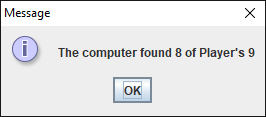 Message
The computer found 8 of Player's 9
OK